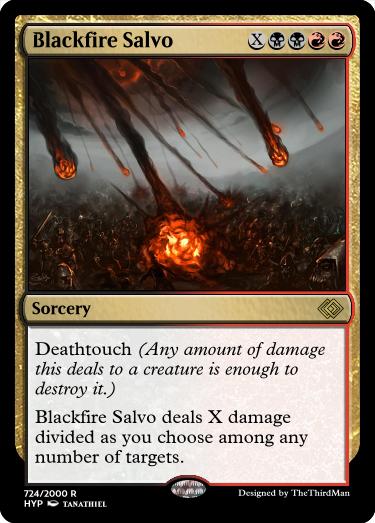 Blackfire Salvo X
Sorcery
Deathtouch (Any amount of damage
this deals to a creature is enough to
destroy it.)
Blackfire Salvo deals X damage
divided as you choose among any
number of targets.
724/2000 R
HYP TANATHIEL Designed by TheThirdMan